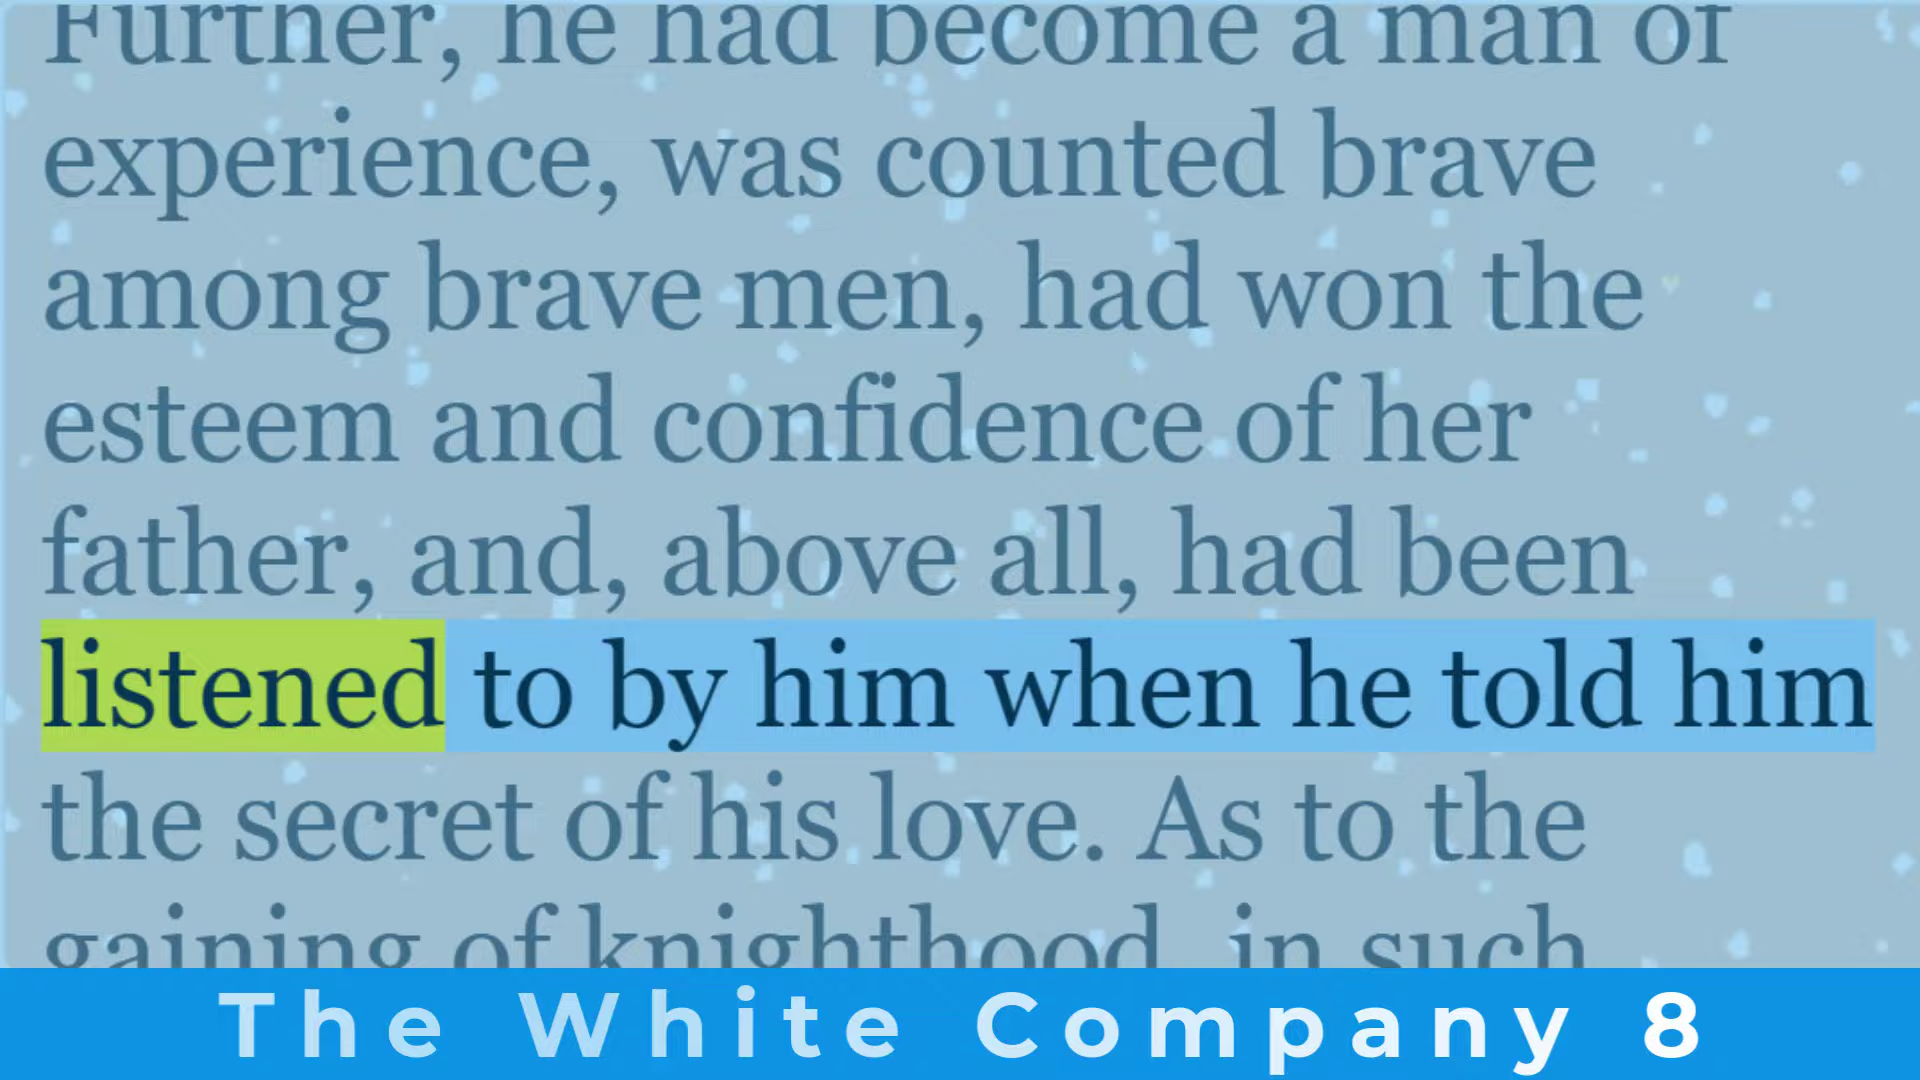 Further, he had become a man of
experience, was counted brave
among brave men, had won the
esteem and confidence of her
father, and, above all, had been
listened to by him when he told him
the secret of his love. As to the
gaining of knighthood, in such
The White Company 8